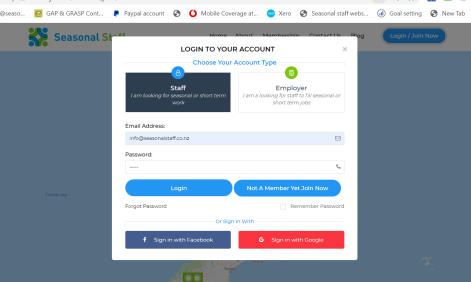 @seaso... GAP & GRASP Cont... Paypal account Mobile Coverage at... Xero Seasonal staff webs... Goal setting New Tab
Seasonal St Home About Membership Contact Us Blog Login / Join Now
LOGIN TO YOUR ACCOUNT ×
Choose Your Account Type
Staff
I am looking for seasonal or short term
work
Employer
I am a looking for staff to fill seasonal or
short term jobs
Email Address:
info@seasonalstaff.co.nz
Password:
Login Not A Member Yet Join Now
Forgot Password Remember Password
Or Sign In With
f Sign in with Facebook G Sign in with Google